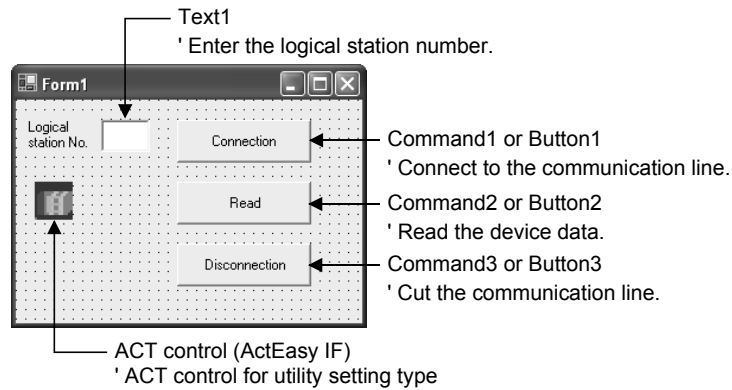 Text1
' Enter the logical station number.
Form1
Logical
station No.
Connection
Command1 or Button1
' Connect to the communication line.
Read
Command2 or Button2
' Read the device data.
Disconnection
Command3 or Button3
' Cut the communication line.
ACT control (ActEasy IF)
' ACT control for utility setting type